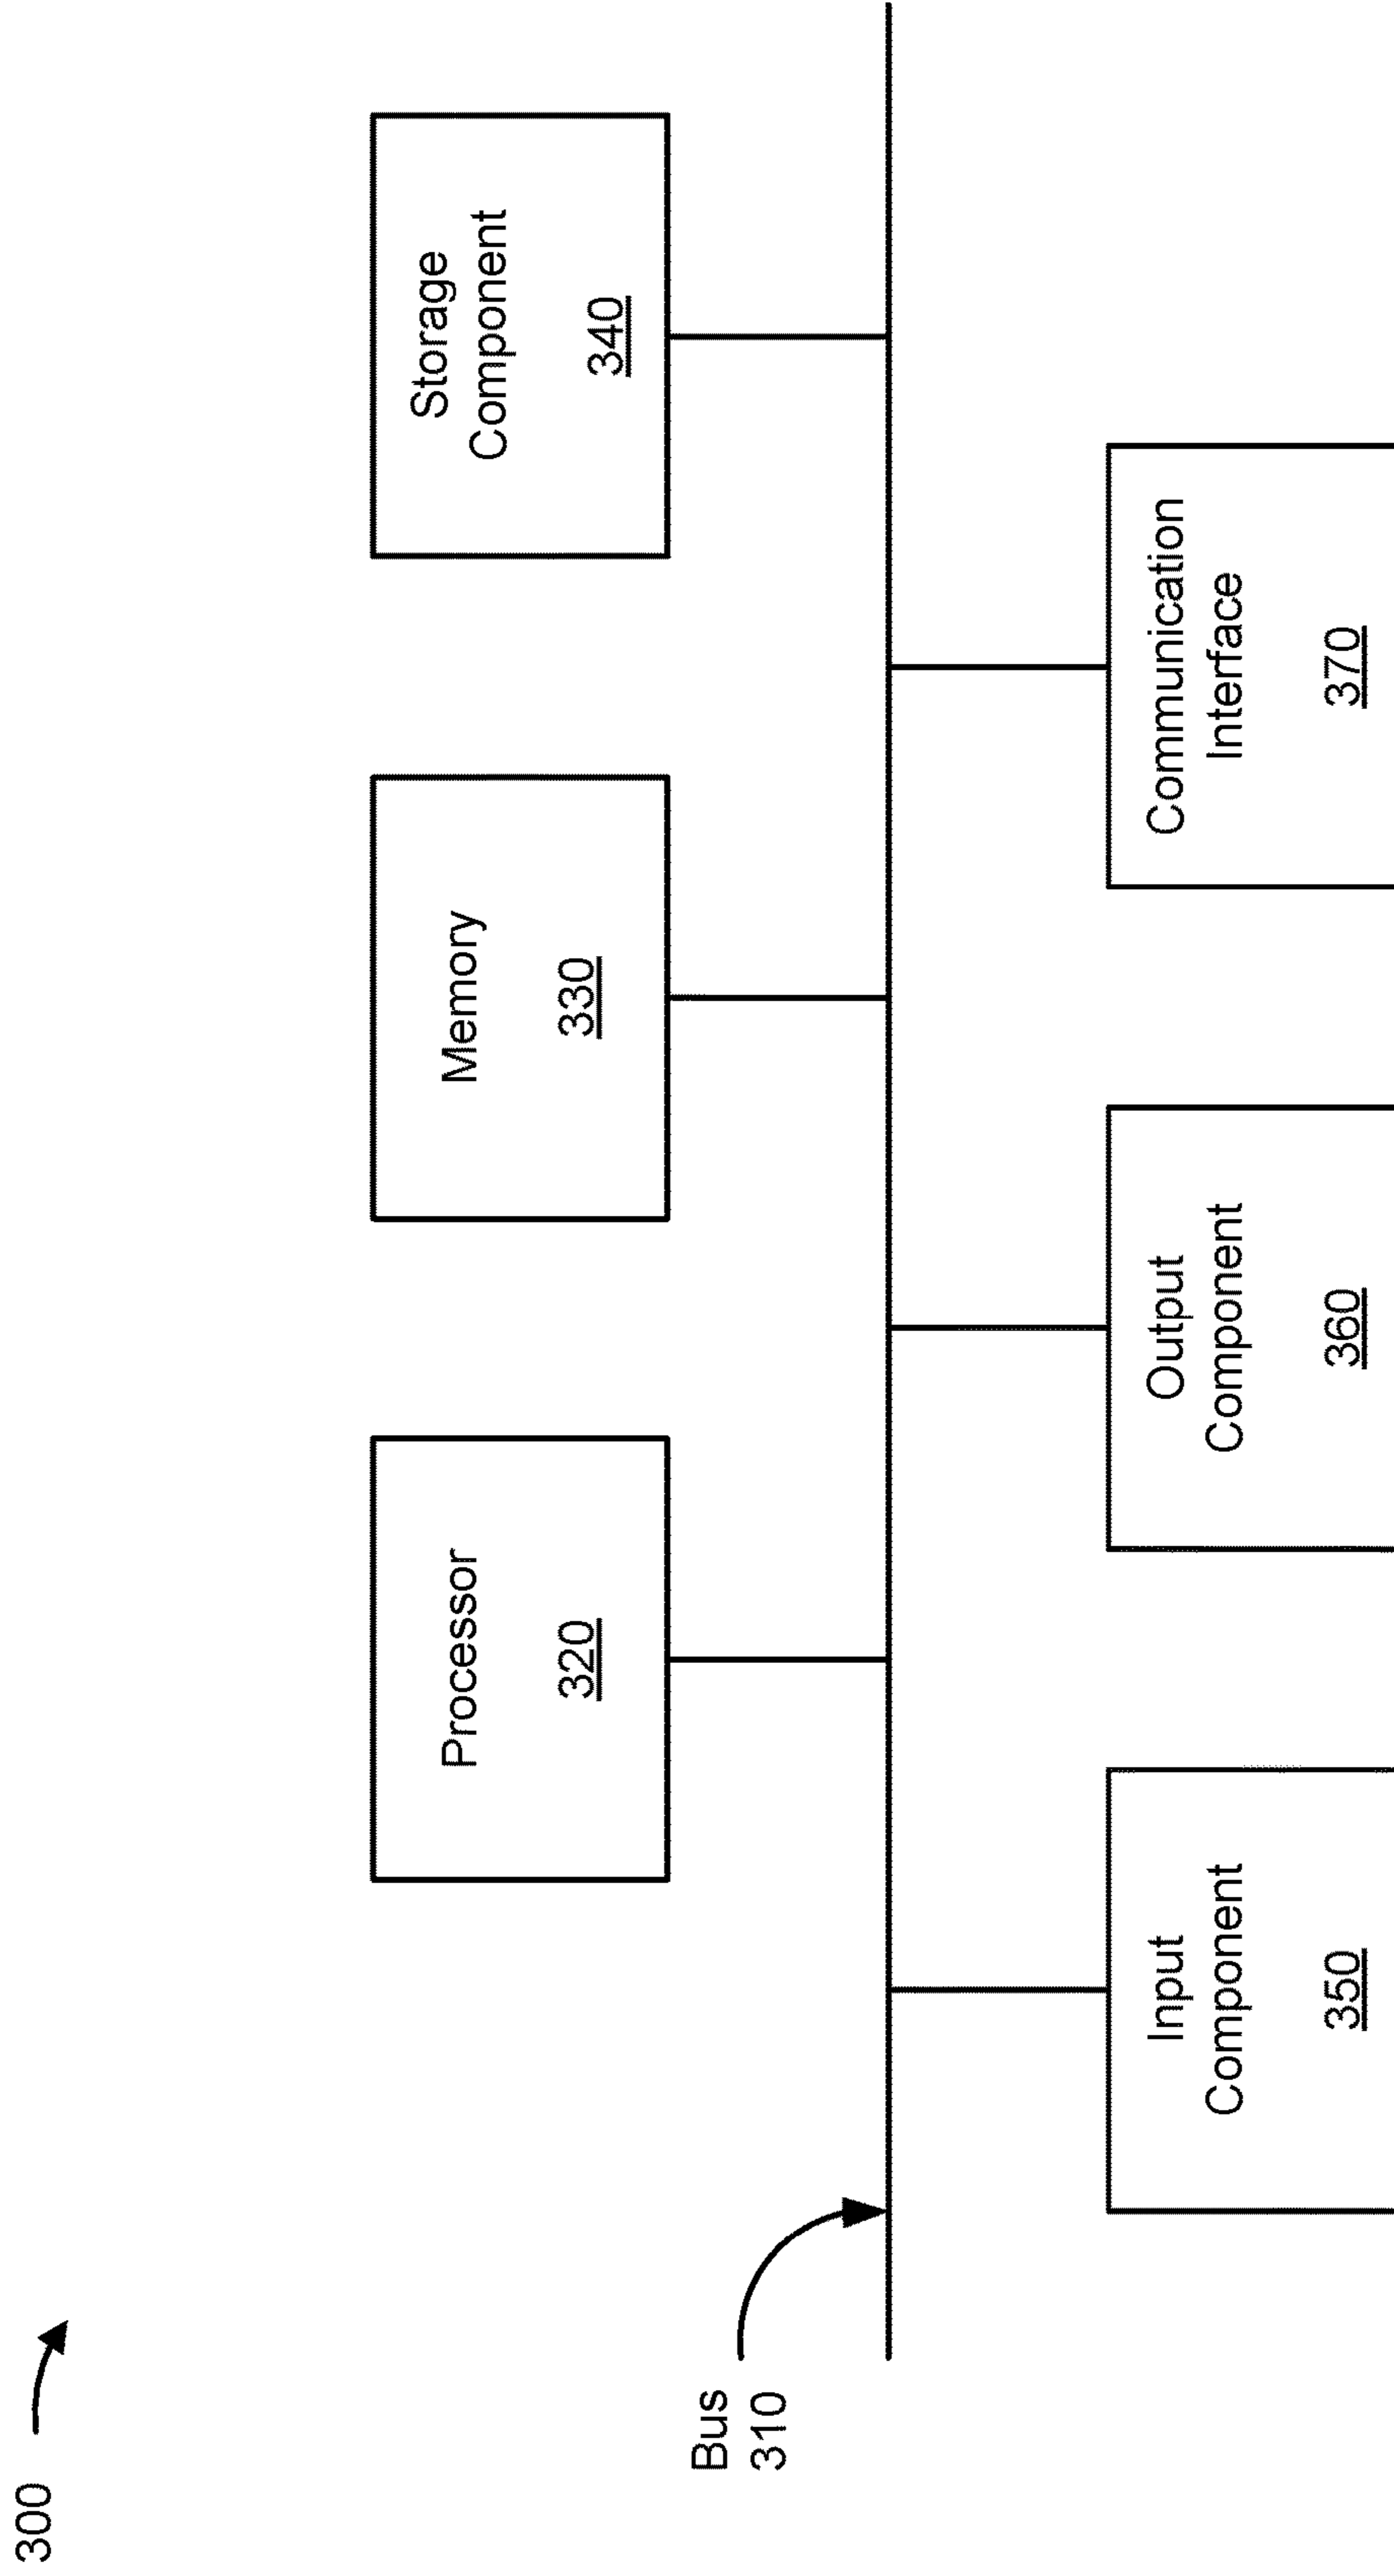 300
Processor
320
Memory
330
Storage
Component
340
Bus
310
Input
Component
350
Output
Component
360
Communication
Interface
370